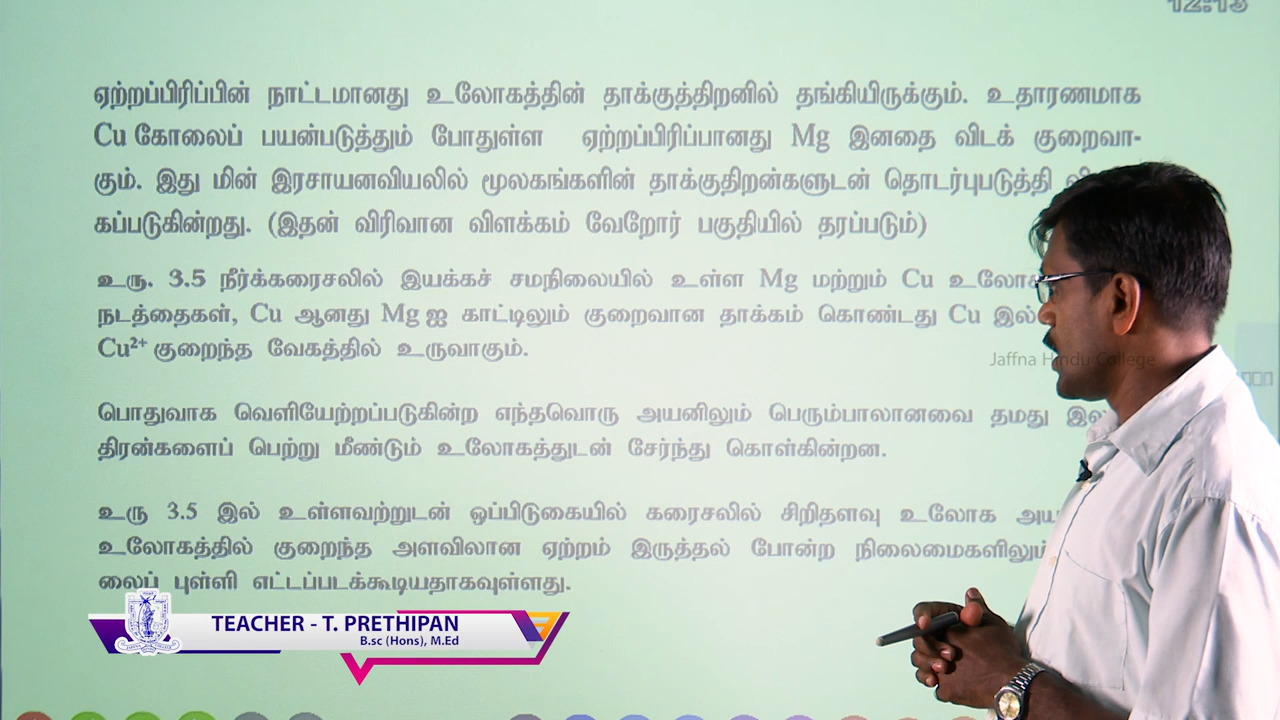 12:13
ஏற்றப்பிரிப்பின் நாட்டமானது உலோகத்தின் தாக்குத்திறனில் தங்கியிருக்கும். உதாரணமாக
Cu கோலைப் பயன்படுத்தும் போதுள்ள ஏற்றப்பிரிப்பானது Mg இனதை விடக் குறைவா-
கும். இது மின் இரசாயனவியலில் மூலகங்களின் தாக்குதிறன்களுடன் தொடர்புபடுத்தி
கப்படுகின்றது. (இதன் விரிவான விளக்கம் வேறோர் பகுதியில் தரப்படும்)
உரு. 3.5 நீர்க்கரைசலில் இயக்கச் சமநிலையில் உள்ள Mg மற்றும் Cu
நடத்தைகள், Cu ஆனது Mg ஐ காட்டிலும் குறைவான தாக்கம் கொண்டது Cu இல்
Cu²⁺ குறைந்த வேகத்தில் உருவாகும்.
Jaffna Hindu College
பொதுவாக வெளியேற்றப்படுகின்ற எந்தவொரு அயனிலும் பெரும்பாலானவை தமது
திரன்களைப் பெற்று மீண்டும் உலோகத்துடன் சேர்ந்து கொள்கின்றன.
உரு 3.5 இல் உள்ளவற்றுடன் ஒப்பிடுகையில் கரைசலில் சிறிதளவு உலோக
உலோகத்தில் குறைந்த அளவிலான ஏற்றம் இருத்தல் போன்ற நிலைமைகளிலும்
லைப் புள்ளி எட்டப்படக்கூடியதாகவுள்ளது.
TEACHER - T. PRETHIPAN
B.sc (Hons), M.Ed